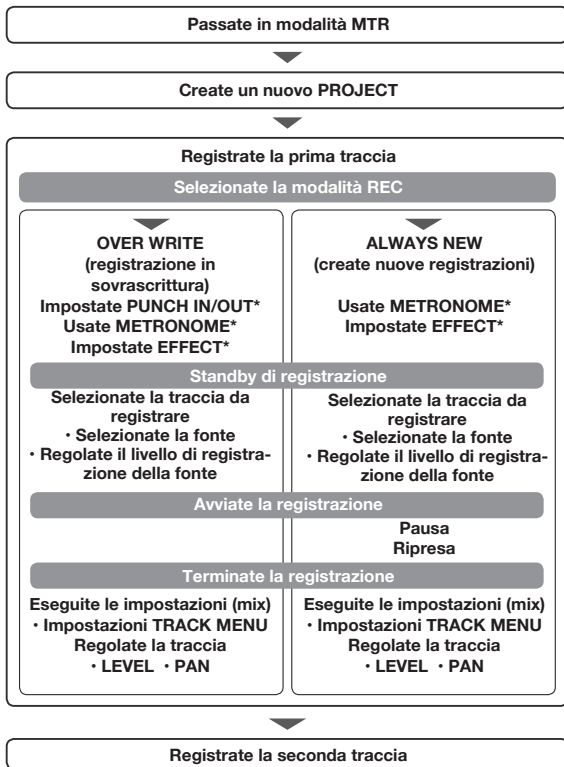 Passate in modalità MTR
Create un nuovo PROJECT
Registrate la prima traccia
Selezionate la modalità REC
OVER WRITE
(registrazione in
sovrascrittura)
Impostate PUNCH IN/OUT*
Usate METRONOME*
Impostate EFFECT*
ALWAYS NEW
(create nuove registrazioni)
Usate METRONOME*
Impostate EFFECT*
Standby di registrazione
Selezionate la traccia da
registrare
・Selezionate la fonte
・Regolate il livello di registra-
zione della fonte
Selezionate la traccia da
registrare
・Selezionate la fonte
・Regolate il livello di registra-
zione della fonte
Avviate la registrazione
Pausa
Ripresa
Terminate la registrazione
Eseguite le impostazioni (mix)
・Impostazioni TRACK MENU
Regolate la traccia
・LEVEL ・PAN
Eseguite le impostazioni (mix)
・Impostazioni TRACK MENU
Regolate la traccia
・LEVEL ・PAN
Registrate la seconda traccia